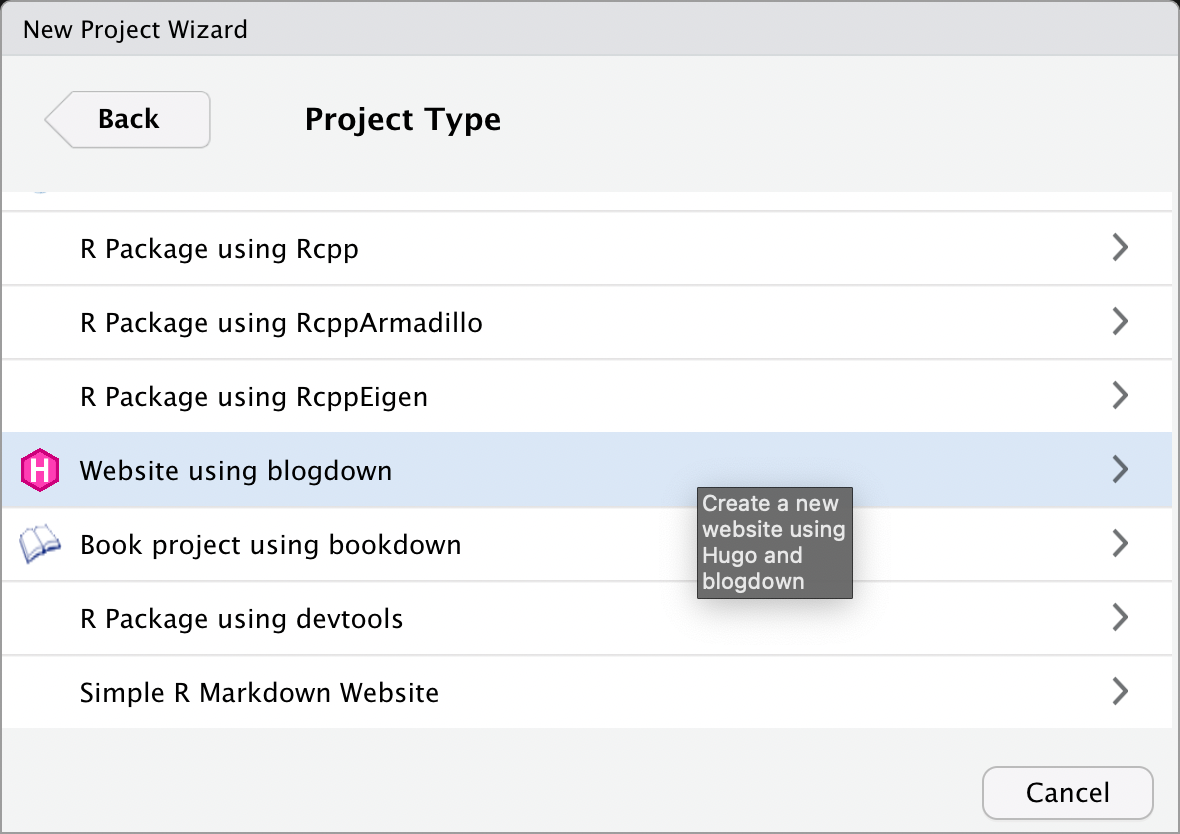 New Project Wizard
Back
Project Type
R Package using Rcpp
R Package using RcppArmadillo
R Package using RcppEigen
H
Website using blogdown
Create a new
website using
Hugo and
blogdown
Book project using bookdown
R Package using devtools
Simple R Markdown Website
Cancel